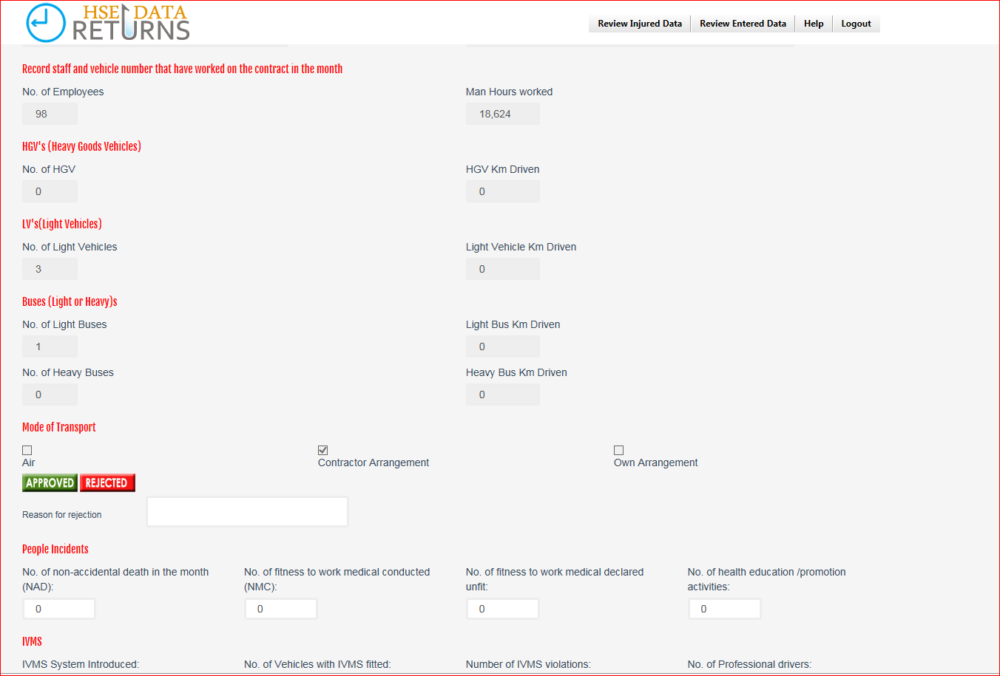 HSE DATA
RETURNS
Review Injured Data
Review Entered Data
Help
Logout
Record staff and vehicle number that have worked on the contract in the month
No. of Employees
Man Hours worked
98
18,624
HGV's (Heavy Goods Vehicles)
No. of HGV
HGV Km Driven
0
0
LV's(Light Vehicles)
No. of Light Vehicles
Light Vehicle Km Driven
3
0
Buses (Light or Heavy)s
No. of Light Buses
Light Bus Km Driven
1
0
No. of Heavy Buses
Heavy Bus Km Driven
0
0
Mode of Transport
Air
Contractor Arrangement
Own Arrangement
APPROVED
REJECTED
Reason for rejection
People Incidents
No. of non-accidental death in the month
(NAD):
No. of fitness to work medical conducted
(NMC):
No. of fitness to work medical declared
unfit:
No. of health education /promotion
activities:
0
0
0
0
IVMS
IVMS System Introduced:
No. of Vehicles with IVMS fitted:
Number of IVMS violations:
No. of Professional drivers: